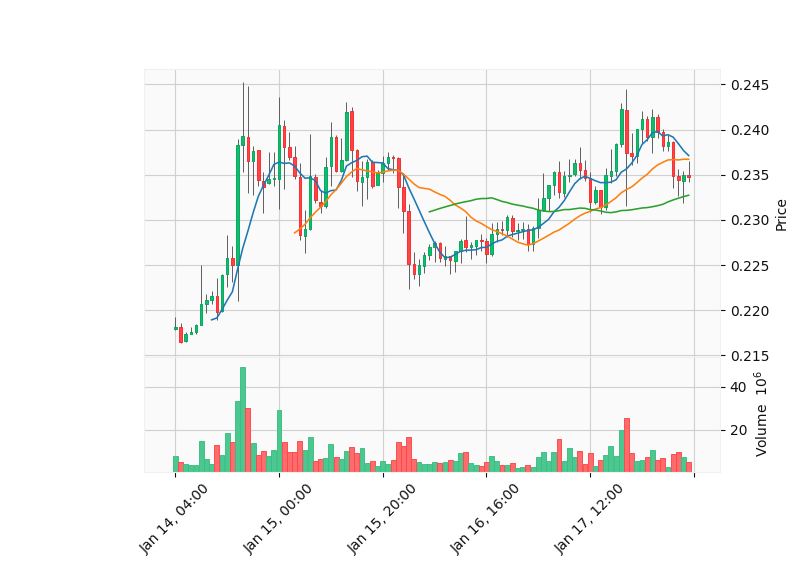 0.245
0.240
0.235
0.230
0.225
0.220
0.215
Price
40
20
Volume 10^6
Jan 14, 04:00
Jan 15, 00:00
Jan 15, 20:00
Jan 16, 16:00
Jan 17, 12:00